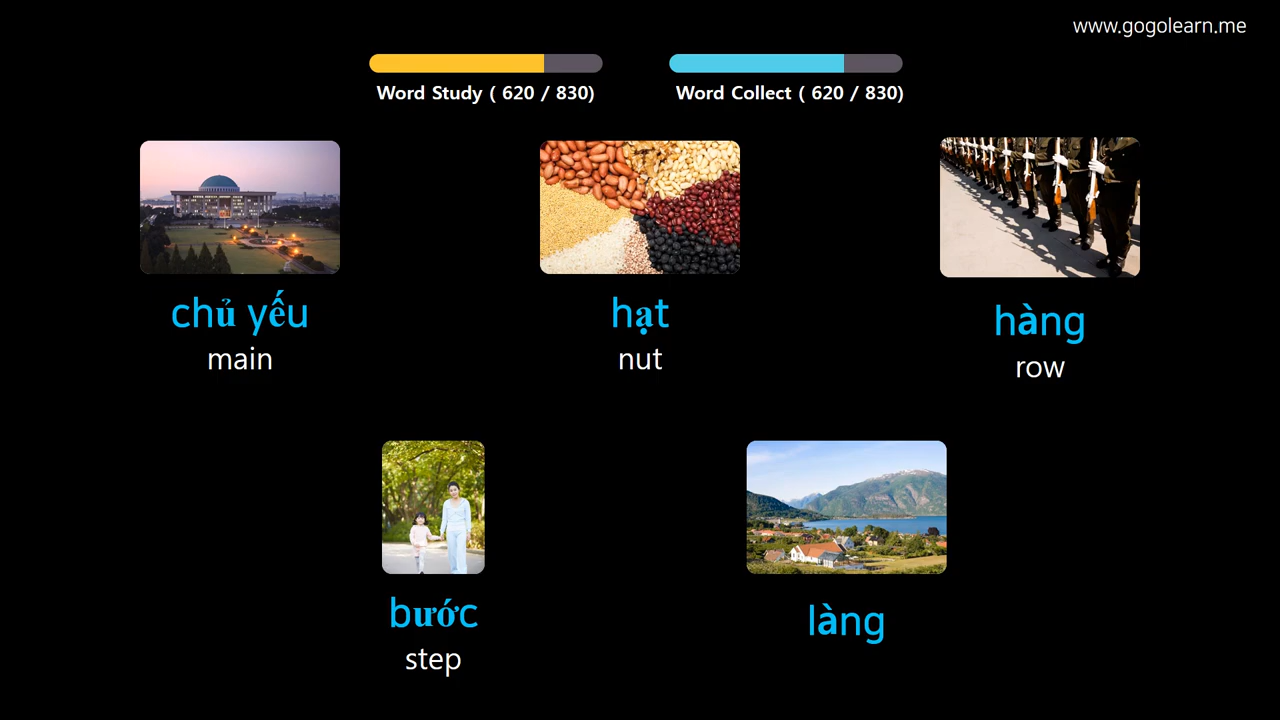 www.gogolearn.me
Word Study ( 620 / 830)
Word Collect ( 620 / 830)
chủ yếu
main
hạt
nut
hàng
row
bước
step
làng